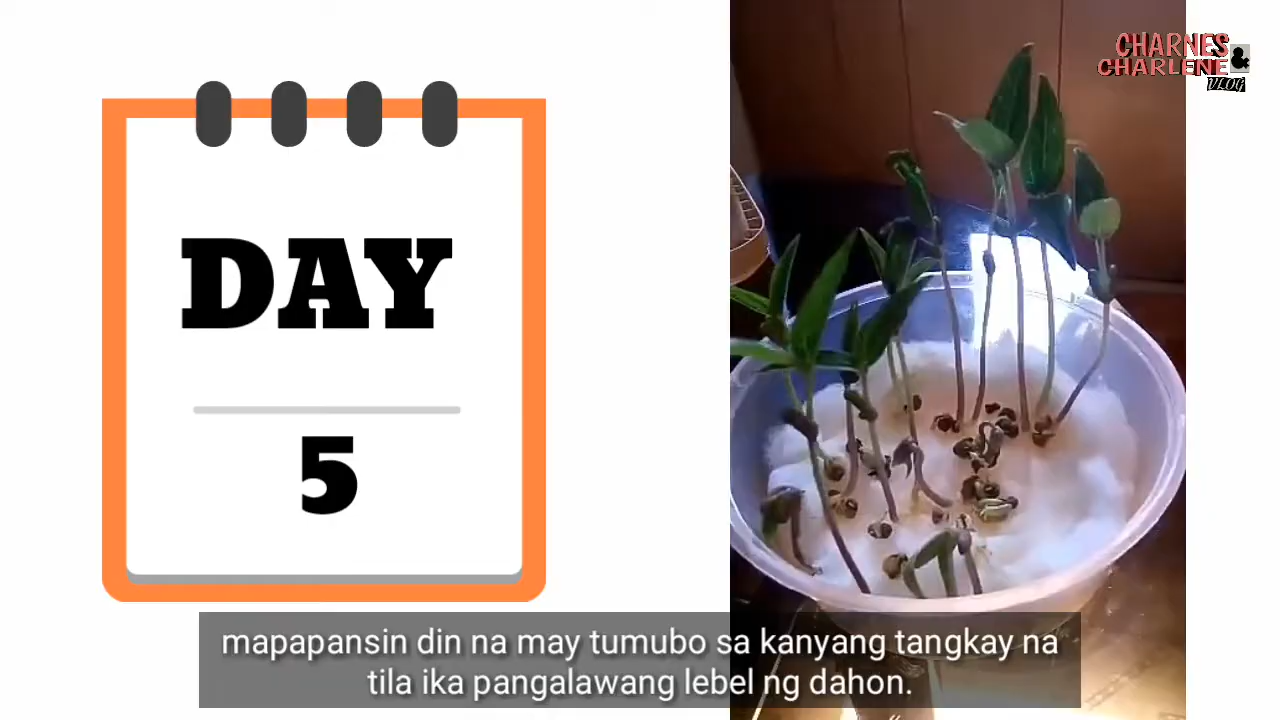 CHARNES &
CHARLENE
VLOG
DAY
5
mapapansin din na may tumubo sa kanyang tangkay na
tila ika pangalawang lebel ng dahon.